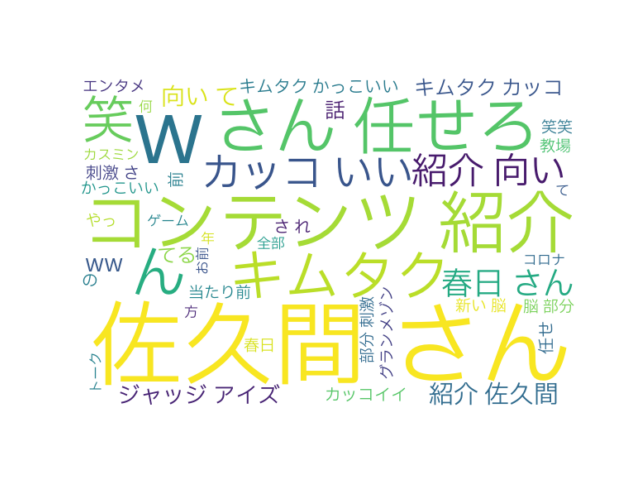 エンタメ
何
向い て
キムタク かっこいい
キムタク カッコ
笑
w
さん 任せろ
話
笑笑
教場
カスミン
刺激 さ
前
カッコ いい
紹介 向い
かっこいい
て
コンテンツ 紹介
やっ
ゲーム
され
年
全部
コロナ
ww
ん
てる
お前
キムタク
春日 さん
の
当たり前
方
部分 刺激
グランメゾン
新い 脳
脳 部分
任せ
佐久間 さん
春日
トーク
ジャッジ アイズ
カッコイイ
紹介 佐久間